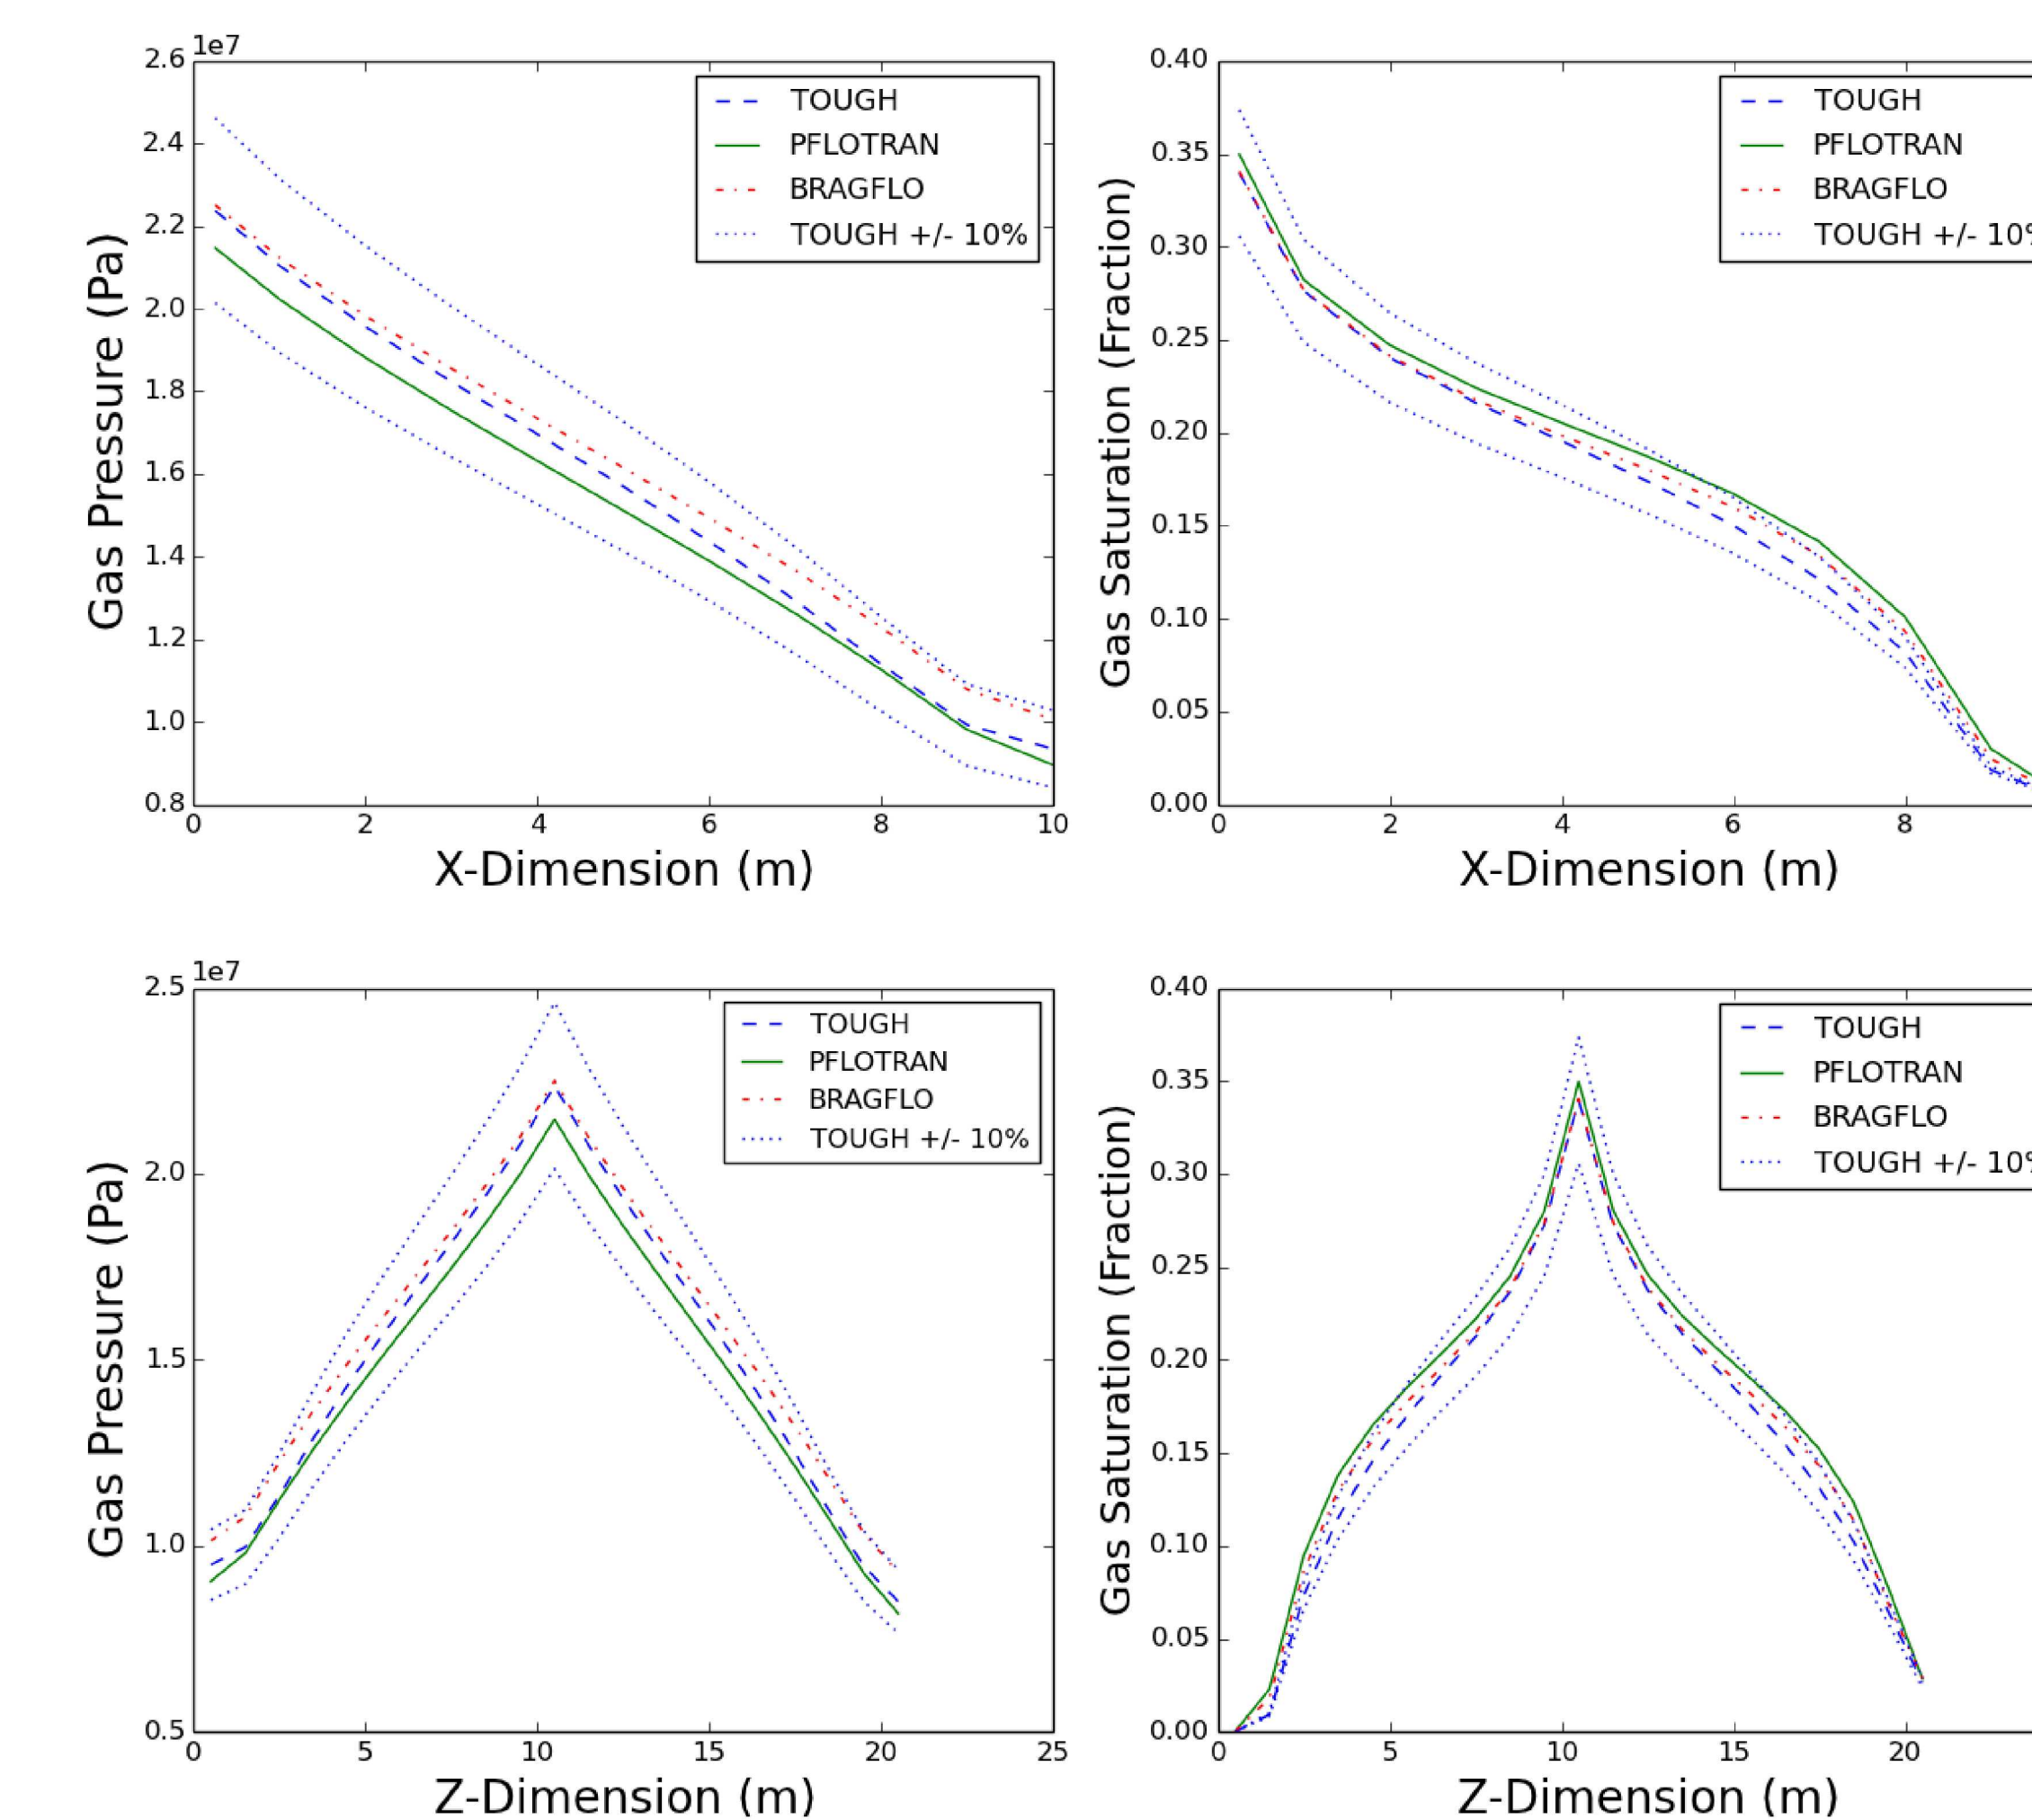 1e7
2.6
2.4
2.2
2.0
1.8
1.6
1.4
1.2
1.0
0.8
0 2 4 6 8 10
Gas Pressure (Pa)
X-Dimension (m)
TOUGH
PFLOTRAN
BRAGFLO
TOUGH +/- 10%
0.40
0.35
0.30
0.25
0.20
0.15
0.10
0.05
0.00
0 2 4 6 8
Gas Saturation (Fraction)
X-Dimension (m)
TOUGH
PFLOTRAN
BRAGFLO
TOUGH +/- 10%
1e7
2.5
2.0
1.5
1.0
0.5
0 5 10 15 20 25
Gas Pressure (Pa)
Z-Dimension (m)
TOUGH
PFLOTRAN
BRAGFLO
TOUGH +/- 10%
0.40
0.35
0.30
0.25
0.20
0.15
0.10
0.05
0.00
0 5 10 15 20
Gas Saturation (Fraction)
Z-Dimension (m)
TOUGH
PFLOTRAN
BRAGFLO
TOUGH +/- 10%